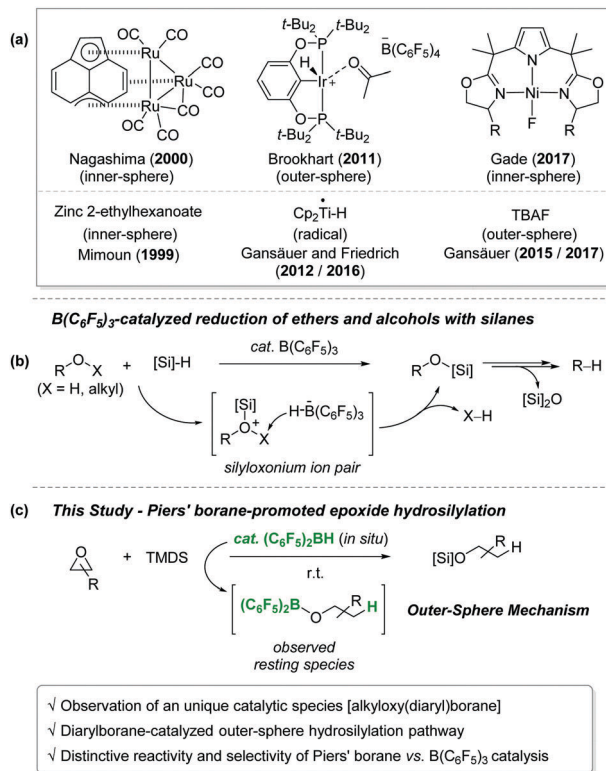 (a)
t-Bu2 t-Bu2
CO CO
Ru CO
CO
Ru
CO
Ru
CO CO CO
O P
H
Ir+
O
O P
t-Bu2 t-Bu2
B̄(C6F5)4
N
O N Ni N O
R F R
Nagashima (2000)
(inner-sphere)
Brookhart (2011)
(outer-sphere)
Gade (2017)
(inner-sphere)
Zinc 2-ethylhexanoate
(inner-sphere)
Mimoun (1999)
Cp2Ti-H
(radical)
Gansäuer and Friedrich
(2012 / 2016)
TBAF
(outer-sphere)
Gansäuer (2015 / 2017)
B(C6F5)3-catalyzed reduction of ethers and alcohols with silanes
(b)
R O X + [Si]-H cat. B(C6F5)3 R O [Si] R–H
(X = H, alkyl)
[Si]2O
[Si]
R O+ X H-B̄(C6F5)3
X–H
silyloxonium ion pair
(c) This Study - Piers' borane-promoted epoxide hydrosilylation
O R + TMDS cat. (C6F5)2BH (in situ) [Si]O R H
r.t.
(C6F5)2B O R H
Outer-Sphere Mechanism
observed
resting species
√ Observation of an unique catalytic species [alkyloxy(diaryl)borane]
√ Diarylborane-catalyzed outer-sphere hydrosilylation pathway
√ Distinctive reactivity and selectivity of Piers' borane vs. B(C6F5)3 catalysis